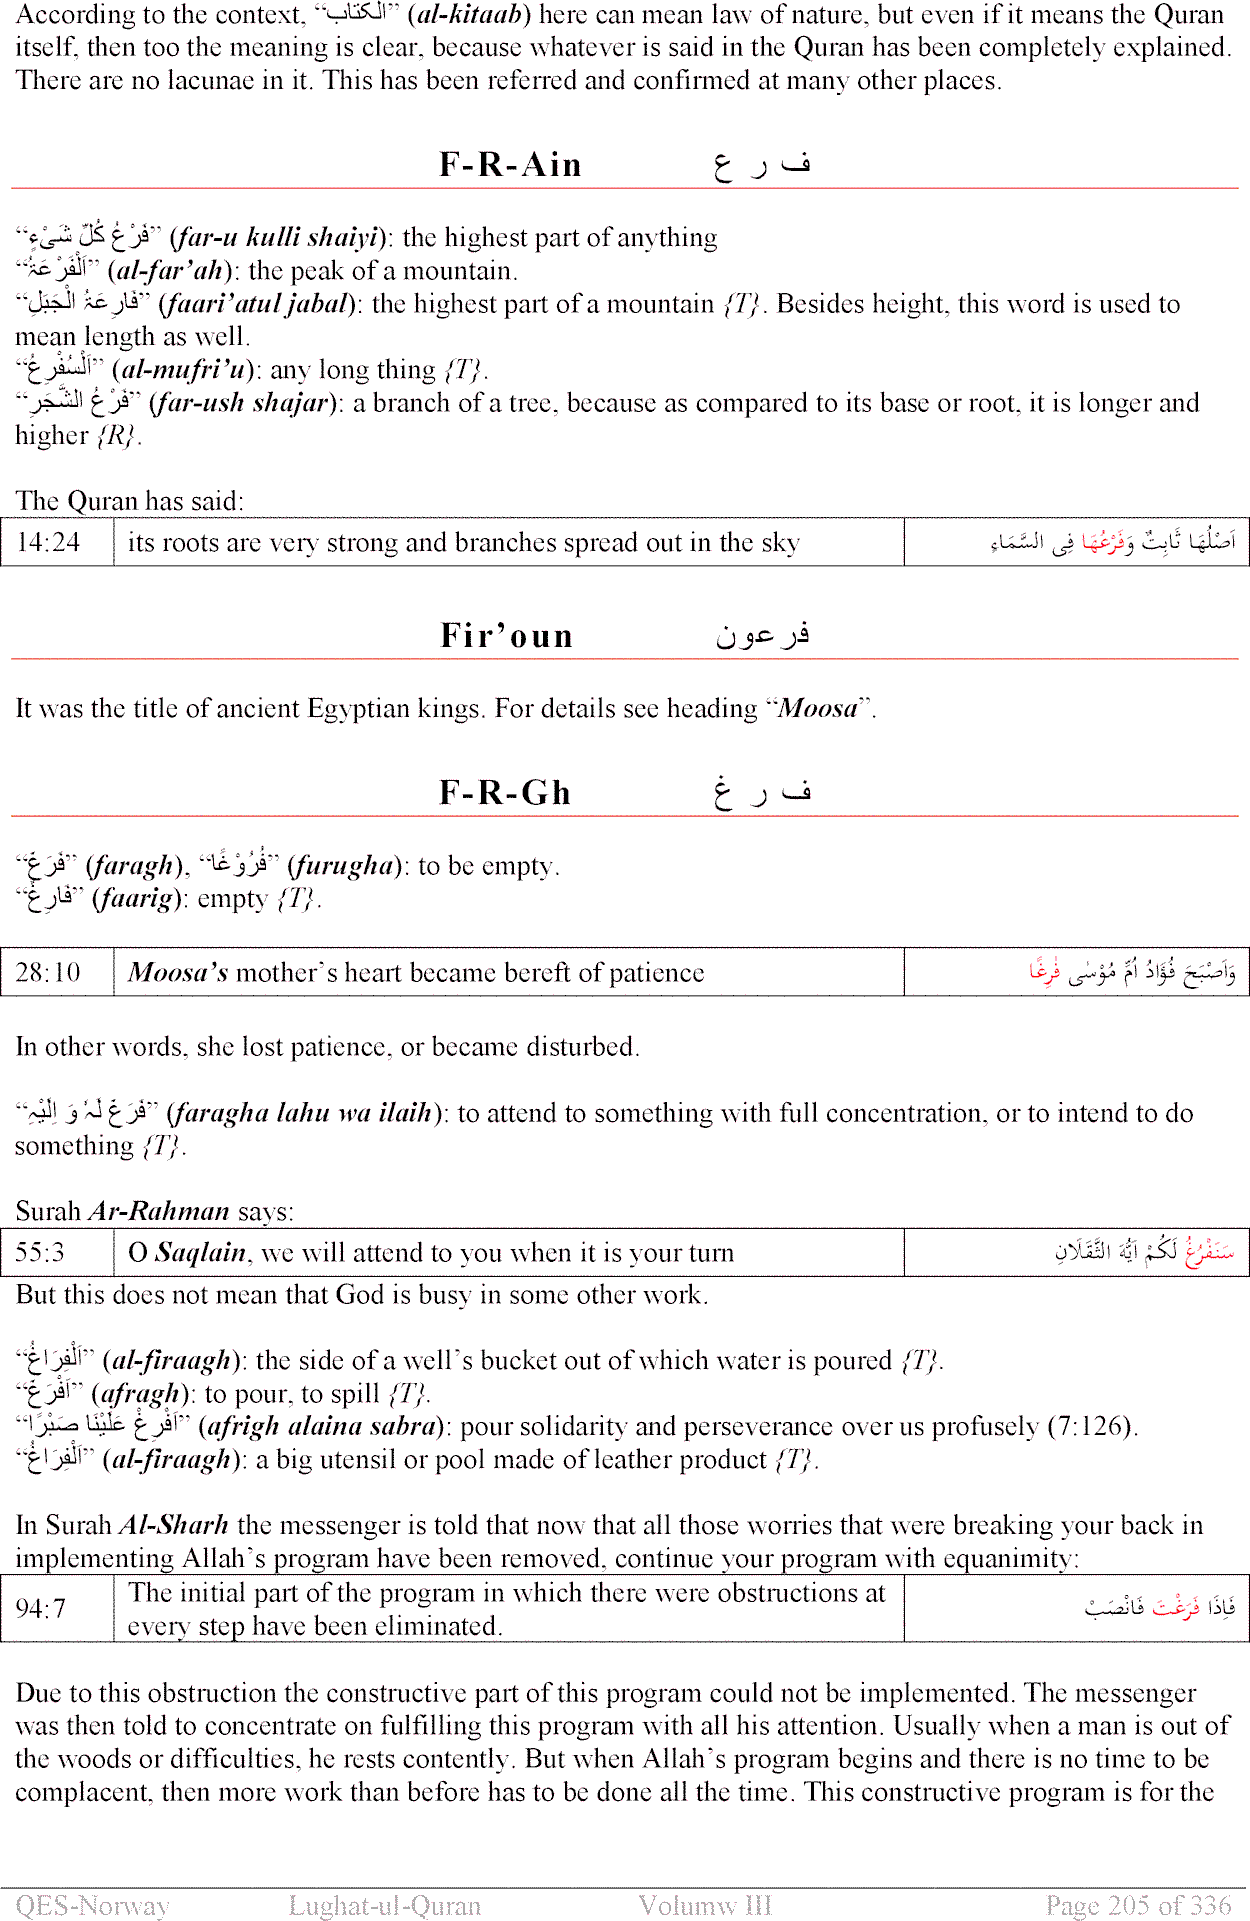 According to the context, “الکتاب” (al-kitaab) here can mean law of nature, but even if it means the Quran
itself, then too the meaning is clear, because whatever is said in the Quran has been completely explained.
There are no lacunae in it. This has been referred and confirmed at many other places.
F-R-Ain ف ر ع
“فَرْعُ کُلِّ شَیْءٍ” (far-u kulli shaiyi): the highest part of anything
“اَلْفَرْعَۃُ” (al-far’ah): the peak of a mountain.
“فَارِعَۃُ الْجَبَلِ” (faari’atul jabal): the highest part of a mountain {T}. Besides height, this word is used to
mean length as well.
“اَلْمُفْرِعُ” (al-mufri’u): any long thing {T}.
“فَرْعُ الشَّجَرِ” (far-ush shajar): a branch of a tree, because as compared to its base or root, it is longer and
higher {R}.
The Quran has said:
14:24 its roots are very strong and branches spread out in the sky اَصْلُهَا ثَابِتٌ وَفَرْعُهَا فِی السَّمَاءِ
Fir’oun فرعون
It was the title of ancient Egyptian kings. For details see heading “Moosa”.
F-R-Gh ف ر غ
“فَرَغَ” (faragh), “فُرُوْغًا” (furugha): to be empty.
“فَارِغٌ” (faarig): empty {T}.
28:10 Moosa’s mother’s heart became bereft of patience وَاَصْبَحَ فُؤَادُ اُمِّ مُوْسٰی فٰرِغًا
In other words, she lost patience, or became disturbed.
“فَرَغَ لَہٗ وَ اِلَیْہِ” (faragha lahu wa ilaih): to attend to something with full concentration, or to intend to do
something {T}.
Surah Ar-Rahman says:
55:3 O Saqlain, we will attend to you when it is your turn سَنَفْرُغُ لَکُمْ اَیُّہَ الثَّقَلَانِ
But this does not mean that God is busy in some other work.
“اَلْفِرَاغُ” (al-firaagh): the side of a well’s bucket out of which water is poured {T}.
“اَفْرَغَ” (afragh): to pour, to spill {T}.
“اَفْرِغْ عَلَیْنَا صَبْرًا” (afrigh alaina sabra): pour solidarity and perseverance over us profusely (7:126).
“اَلْفِرَاغُ” (al-firaagh): a big utensil or pool made of leather product {T}.
In Surah Al-Sharh the messenger is told that now that all those worries that were breaking your back in
implementing Allah’s program have been removed, continue your program with equanimity:
94:7 The initial part of the program in which there were obstructions at فَاِذَا فَرَغْتَ فَانْصَبْ
every step have been eliminated.
Due to this obstruction the constructive part of this program could not be implemented. The messenger
was then told to concentrate on fulfilling this program with all his attention. Usually when a man is out of
the woods or difficulties, he rests contently. But when Allah’s program begins and there is no time to be
complacent, then more work than before has to be done all the time. This constructive program is for the
QES-Norway Lughat-ul-Quran Volumw III Page 205 of 336